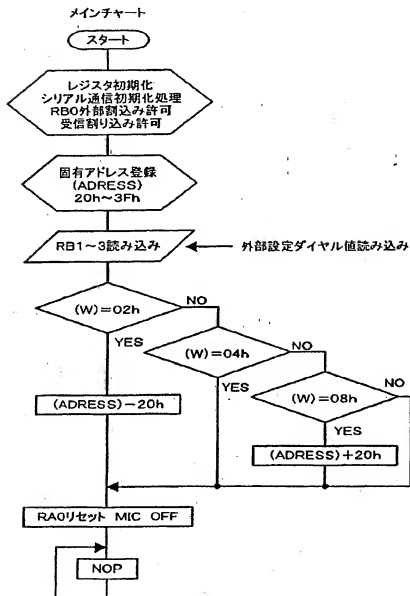 メインチャート
スタート
レジスタ初期化
シリアル通信初期化処理
RB0外部割込み許可
受信割り込み許可
固有アドレス登録
(ADRESS)
20h~3Fh
RB1~3読み込み
外部設定ダイヤル値読み込み
(W)=02h
NO
YES
(W)=04h
NO
YES
(W)=08h
NO
YES
(ADRESS)-20h
(ADRESS)+20h
RA0リセット MIC OFF
NOP